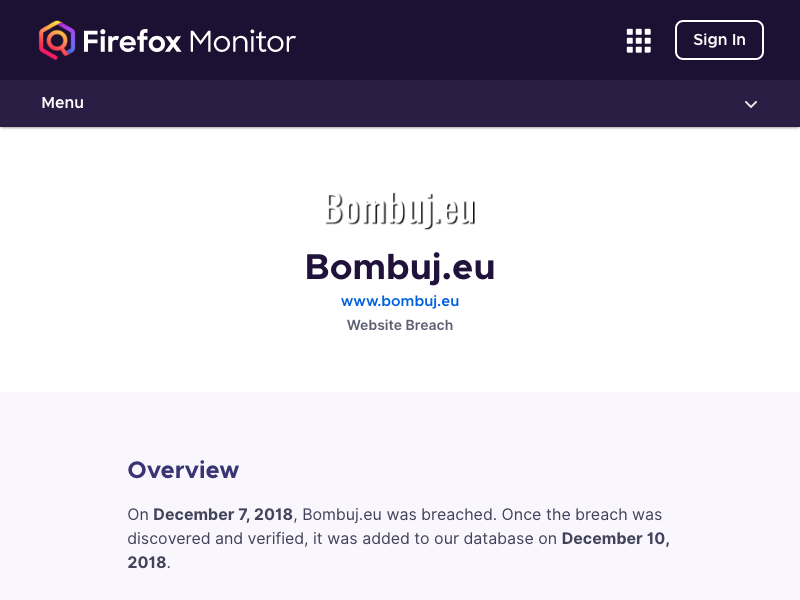 Firefox Monitor
Sign In
Menu
Bombuj.eu
Bombuj.eu
www.bombuj.eu
Website Breach
Overview
On December 7, 2018, Bombuj.eu was breached. Once the breach was
discovered and verified, it was added to our database on December 10,
2018.